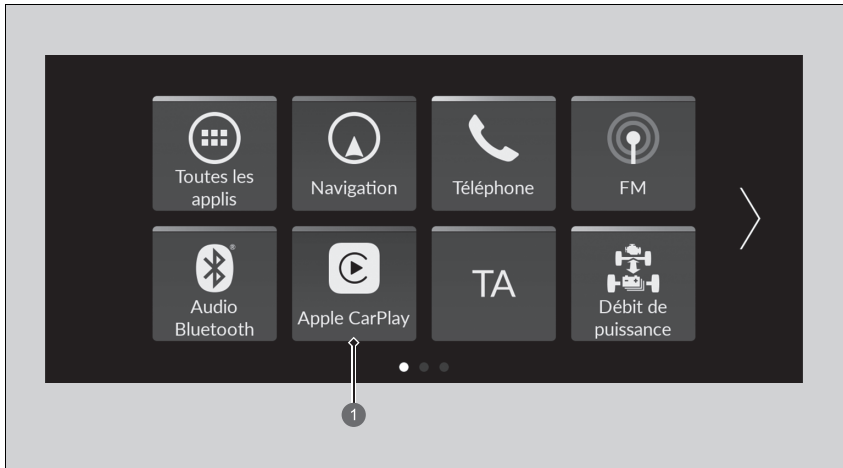 Toutes les
applis
Navigation
Téléphone
FM
Audio
Bluetooth
®
Apple CarPlay
TA
Débit de
puissance
1